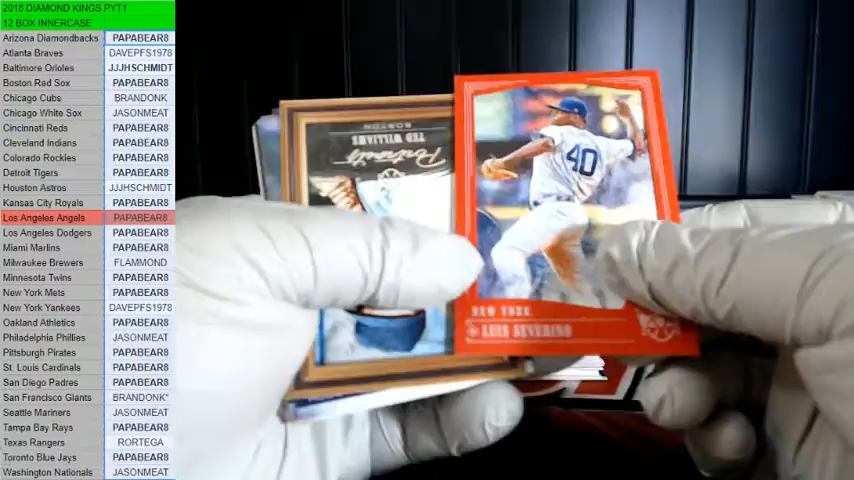 2018 DIAMOND KINGS PYT1
12 BOX INNERCASE
Arizona Diamondbacks PAPABEAR8
Atlanta Braves DAVEPFS1978
Baltimore Orioles JJJHSCHMIDT
Boston Red Sox PAPABEAR8
Chicago Cubs BRANDONK
Chicago White Sox JASONMEAT
Cincinnati Reds PAPABEAR8
Cleveland Indians PAPABEAR8
Colorado Rockies PAPABEAR8
Detroit Tigers PAPABEAR8
Houston Astros JJJHSCHMIDT
Kansas City Royals PAPABEAR8
Los Angeles Angels PAPABEAR8
Los Angeles Dodgers PAPABEAR8
Miami Marlins PAPABEAR8
Milwaukee Brewers FLAMMOND
Minnesota Twins PAPABEAR8
New York Mets PAPABEAR8
New York Yankees DAVEPFS1978
Oakland Athletics PAPABEAR8
Philadelphia Phillies JASONMEAT
Pittsburgh Pirates PAPABEAR8
St. Louis Cardinals PAPABEAR8
San Diego Padres PAPABEAR8
San Francisco Giants BRANDONK*
Seattle Mariners JASONMEAT
Tampa Bay Rays PAPABEAR8
Texas Rangers RORTEGA
Toronto Blue Jays PAPABEAR8
Washington Nationals JASONMEAT
BOSTON
TED WILLIAMS
Portraits
40
NEW YORK
LUIS SEVERINO